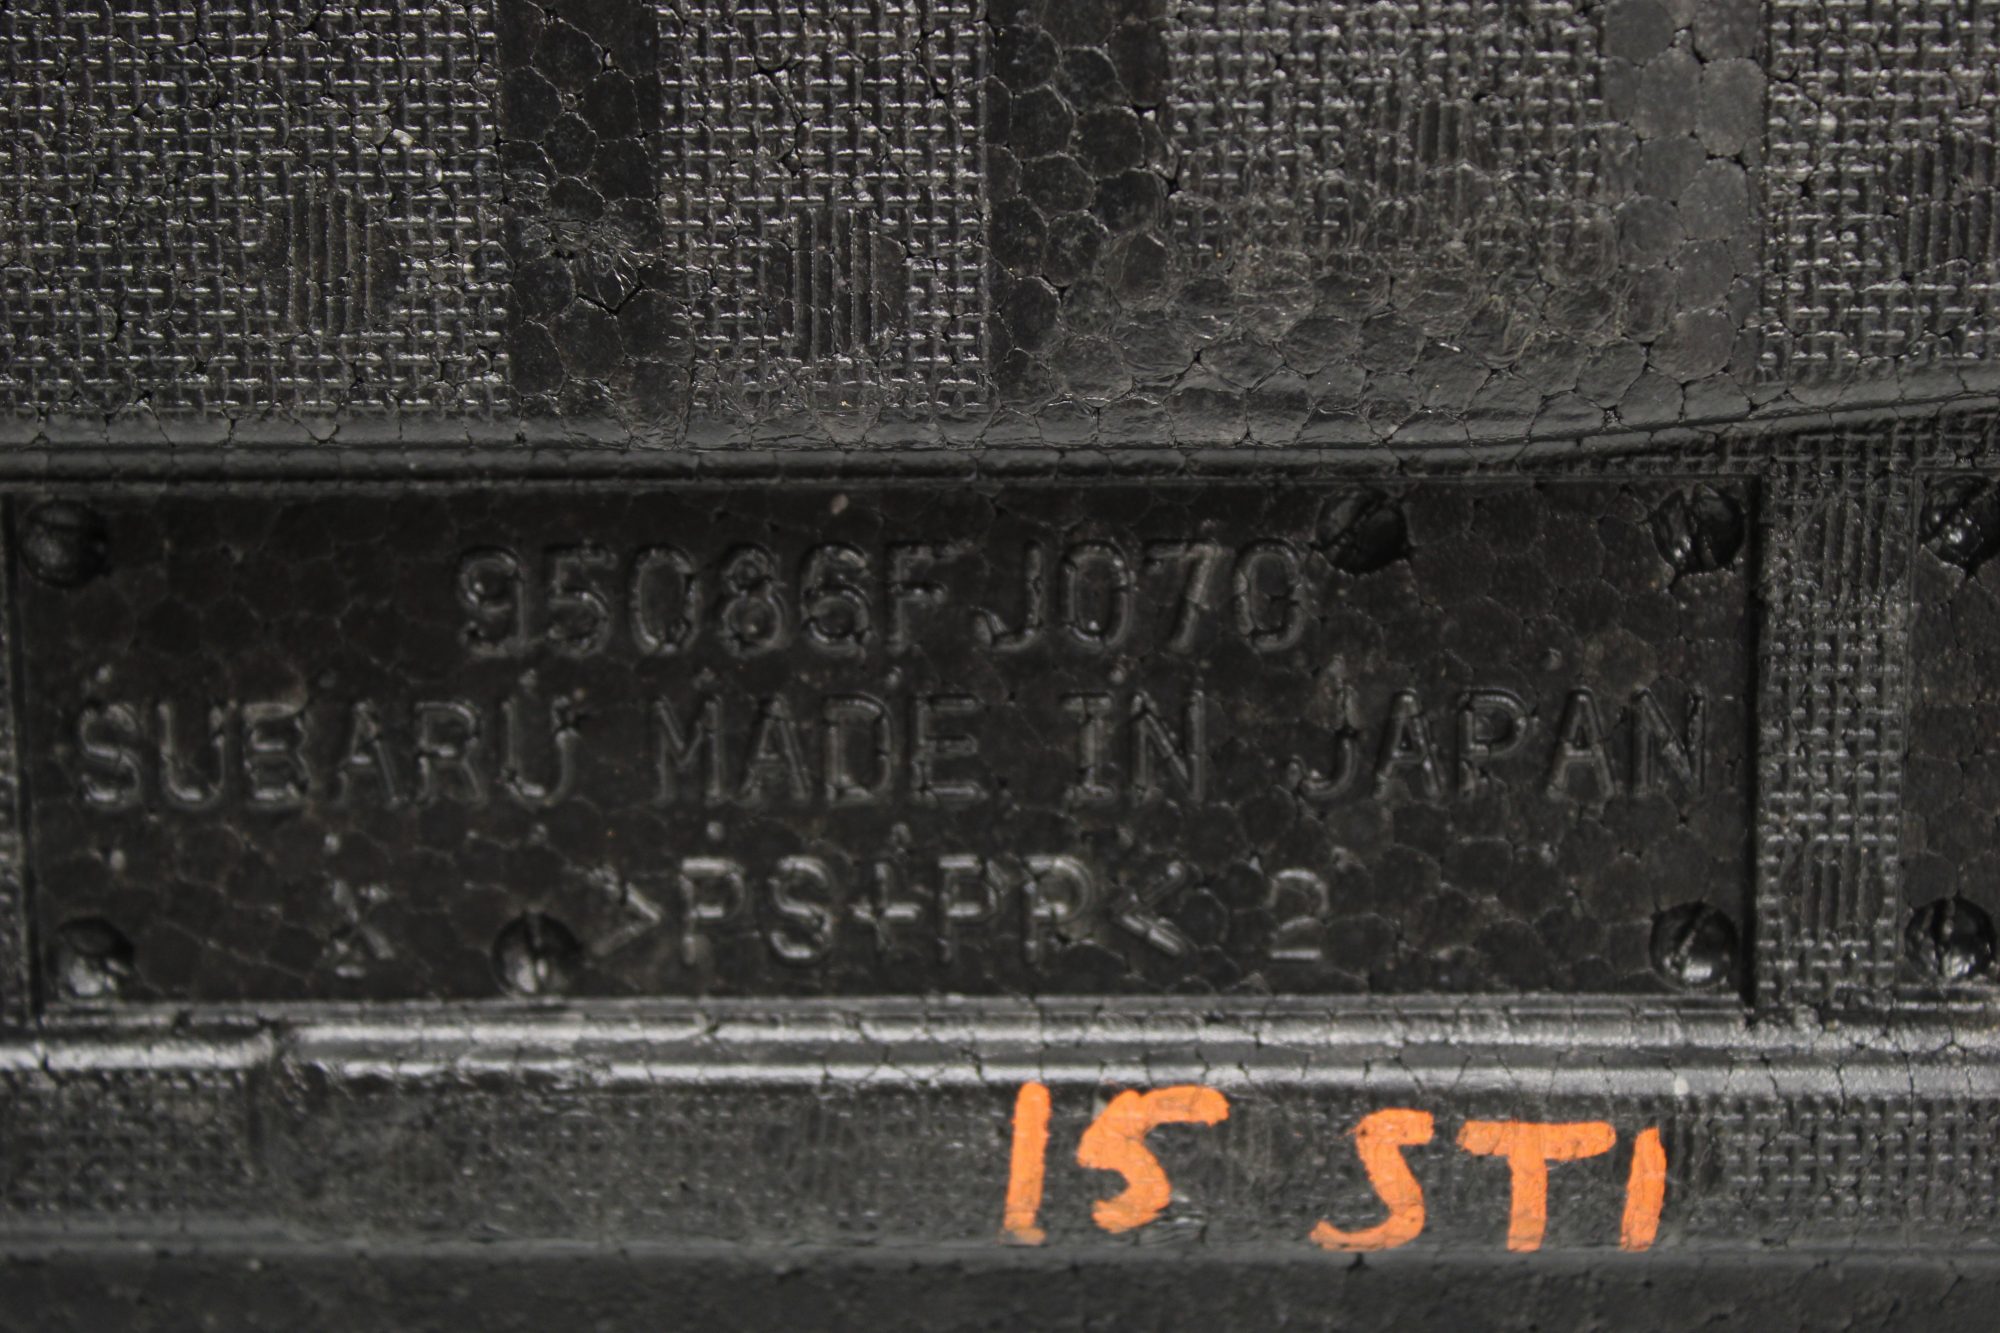 95086FJ070
SUBARU MADE IN JAPAN
X >PS+PP< 2
15 STI